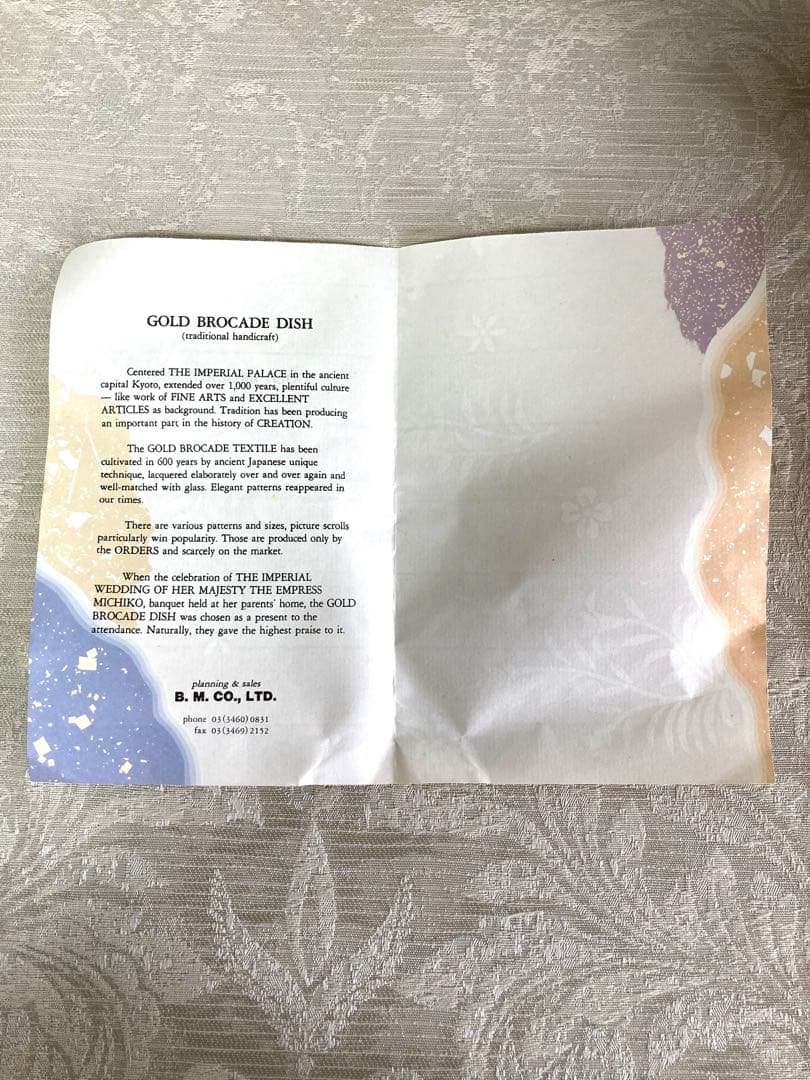 GOLD BROCADE DISH
(traditional handicraft)
Centered THE IMPERIAL PALACE in the ancient
capital Kyoto, extended over 1,000 years, plentiful culture
— like work of FINE ARTS and EXCELLENT
ARTICLES as background. Tradition has been producing
an important part in the history of CREATION.
The GOLD BROCADE TEXTILE has been
cultivated in 600 years by ancient Japanese unique
technique, lacquered elaborately over and over again and
well-matched with glass. Elegant patterns reappeared in
our times.
There are various patterns and sizes, picture scrolls
particularly win popularity. Those are produced only by
the ORDERS and scarcely on the market.
When the celebration of THE IMPERIAL
WEDDING OF HER MAJESTY THE EMPRESS
MICHIKO, banquet held at her parents' home, the GOLD
BROCADE DISH was chosen as a present to the
attendance. Naturally, they gave the highest praise to it.
planning & sales
B. M. CO., LTD.
phone 03(3460)0831
fax 03(3469)2152